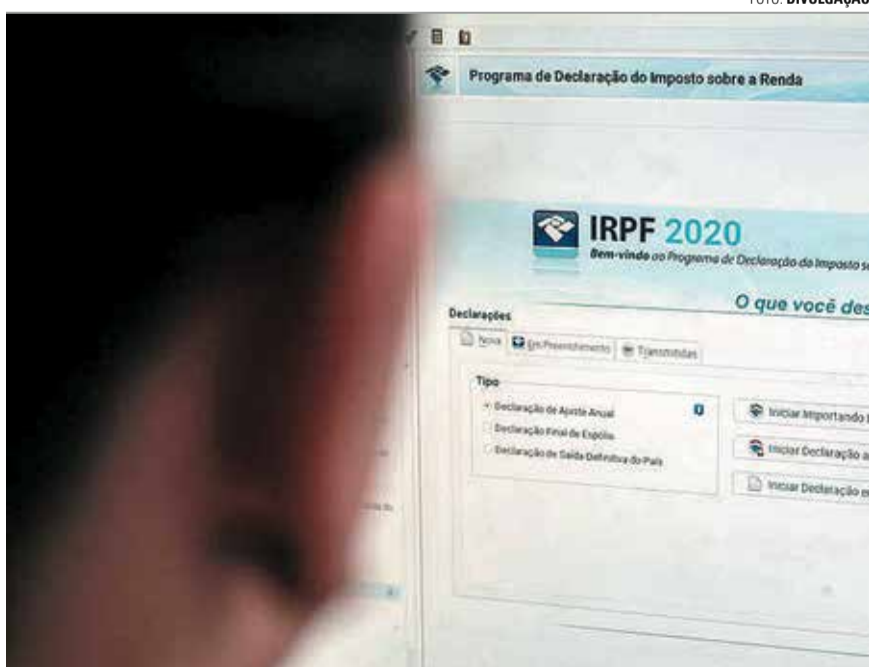 FOTO: DIVULGAÇÃO
Programa de Declaração do Imposto sobre a Renda
IRPF 2020
Bem-vindo ao Programa de Declaração do Imposto s
O que você des
Declarações
Nova Em Preenchimento Transmitidas
Tipo
Declaração de Ajuste Anual
Declaração Final de Espólio
Declaração de Saída Definitiva do País
Iniciar Importando
Iniciar Declaração a
Iniciar Declaração e